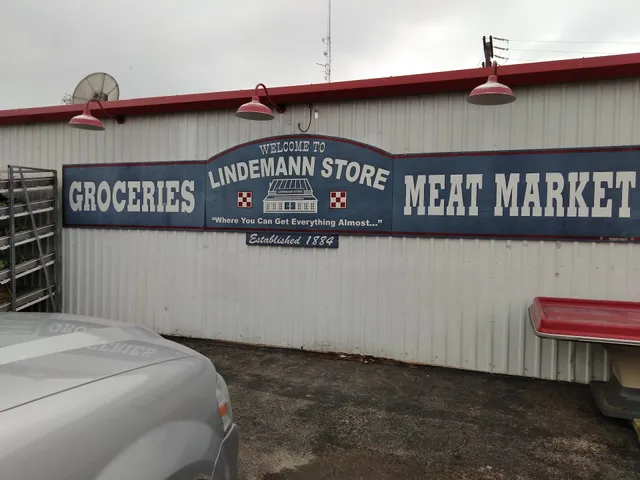 GROCERIES
WELCOME TO
LINDEMANN STORE
"Where You Can Get Everything Almost..."
Established 1884
MEAT MARKET